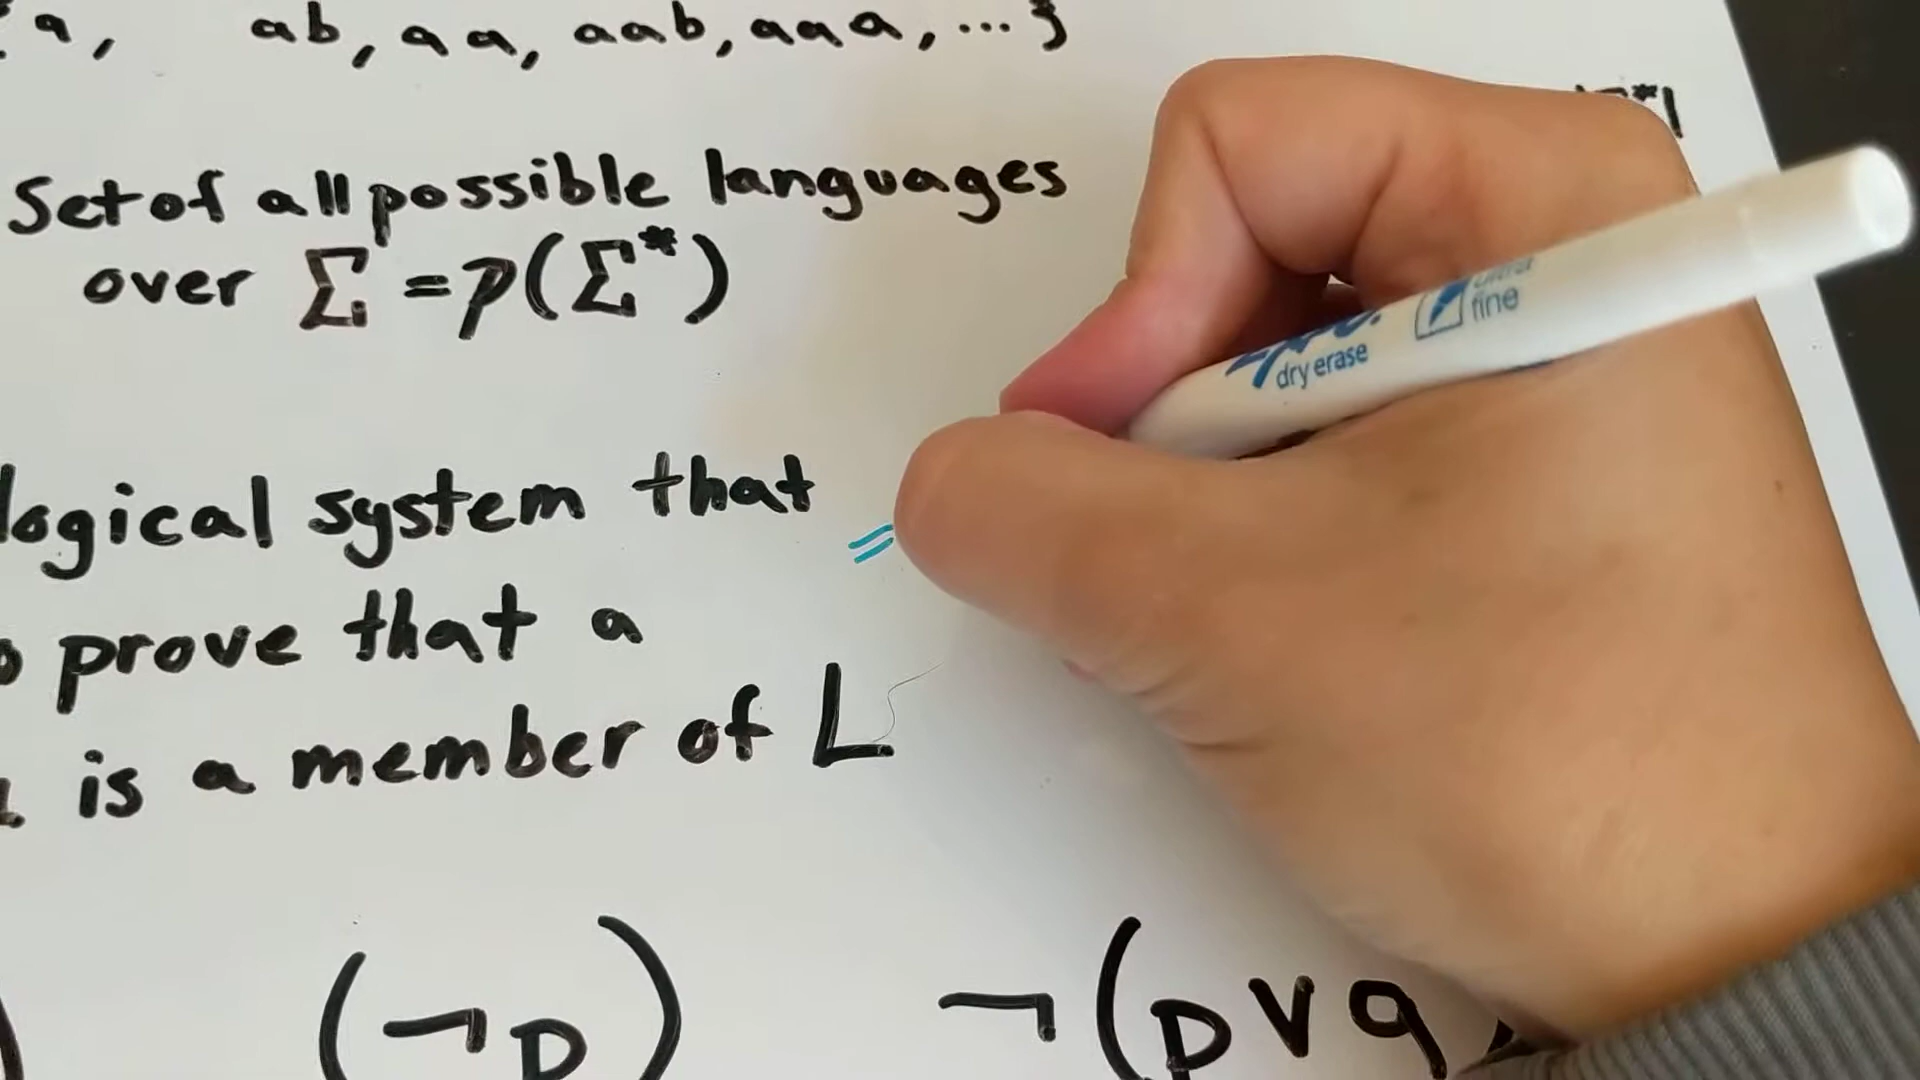 a, ab, aa, aab, aaa, ... }
Set of all possible languages
over Σ = P(Σ*)
logical system that
prove that a
is a member of L
(¬p) ¬(p∨q
dry erase
fine